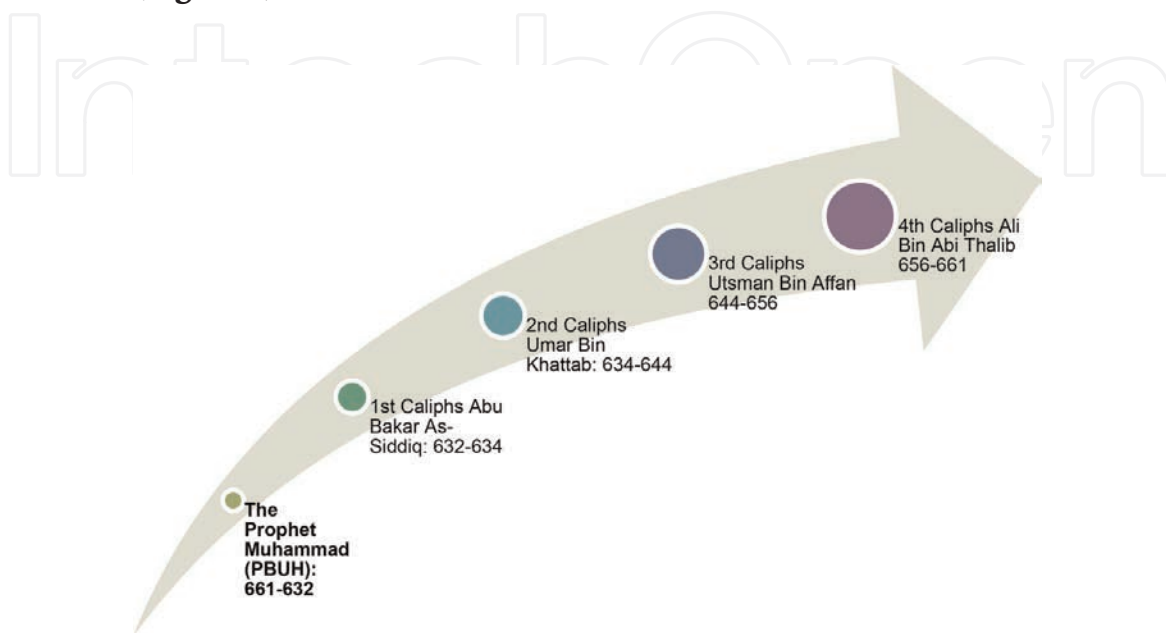 IntechOpen
4th Caliphs Ali
Bin Abi Thalib
656-661
3rd Caliphs
Utsman Bin Affan
644-656
2nd Caliphs
Umar Bin
Khattab: 634-644
1st Caliphs Abu
Bakar As-
Siddiq: 632-634
The
Prophet
Muhammad
(PBUH):
661-632